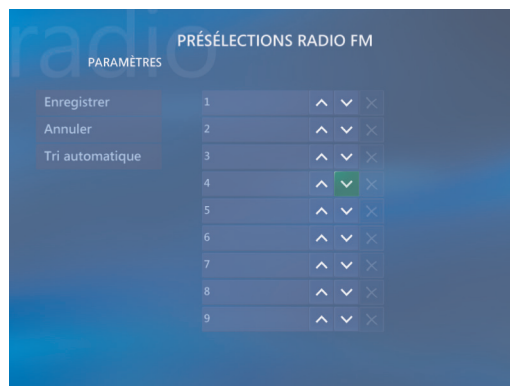 radio
PRÉSÉLECTIONS RADIO FM
PARAMÈTRES
Enregistrer
Annuler
Tri automatique
1
2
3
4
5
6
7
8
9